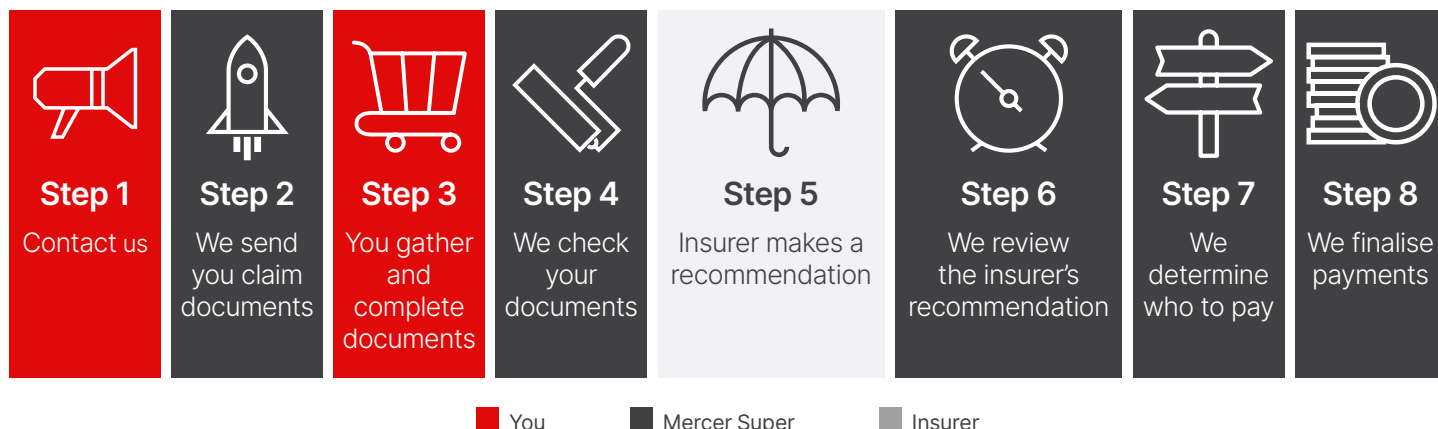 Step 1
Contact us
Step 2
We send
you claim
documents
Step 3
You gather
and
complete
documents
Step 4
We check
your
documents
Step 5
Insurer makes a
recommendation
Step 6
We review
the insurer's
recommendation
Step 7
We
determine
who to pay
Step 8
We finalise
payments
You
Mercer Super
Insurer